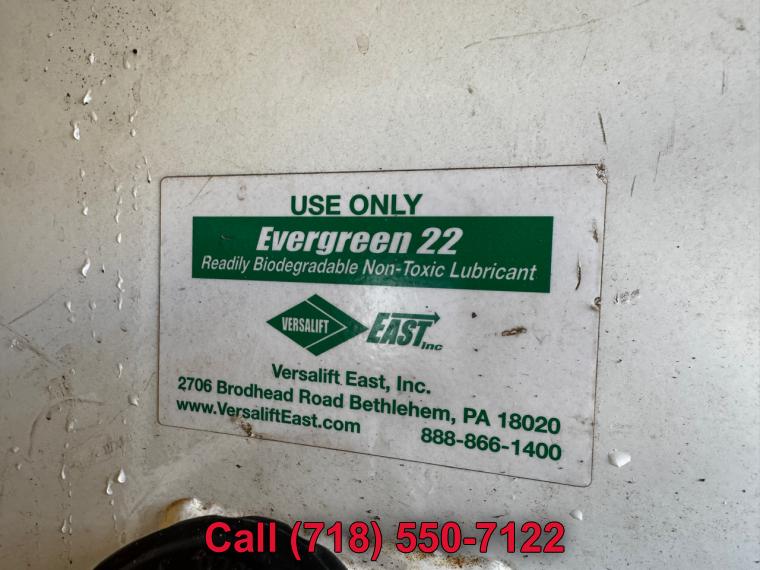 USE ONLY
Evergreen 22
Readily Biodegradable Non-Toxic Lubricant
VERSALIFT EAST Inc
Versalift East, Inc.
2706 Brodhead Road Bethlehem, PA 18020
www.VersaliftEast.com 888-866-1400
Call (718) 550-7122